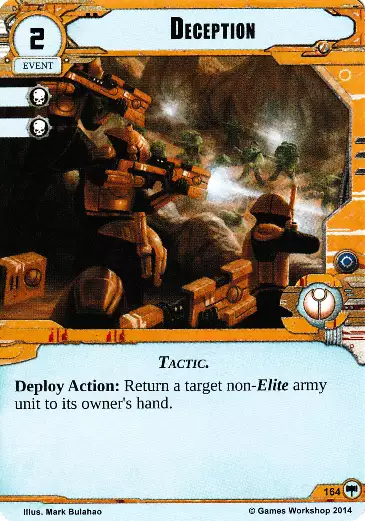 2
DECEPTION
EVENT
TACTIC.
Deploy Action: Return a target non-Elite army
unit to its owner's hand.
164
Illus. Mark Bulahao
© Games Workshop 2014